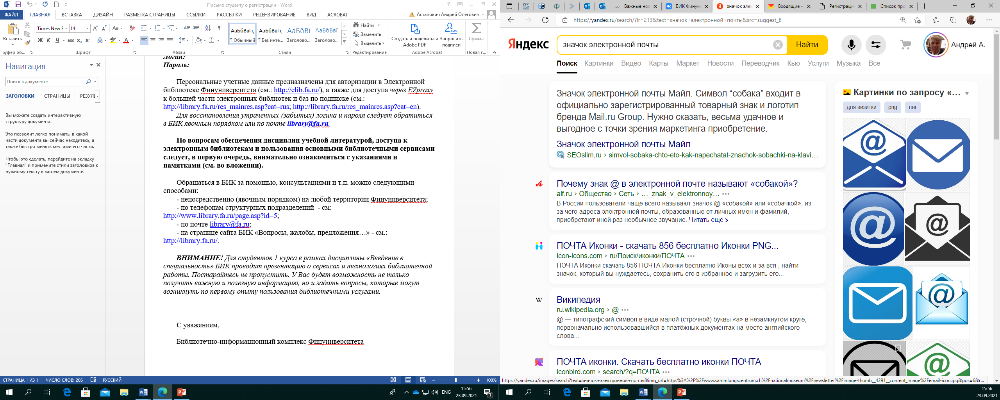 Письмо студенту о регистрации - Word
ФАЙЛ ГЛАВНАЯ ВСТАВКА ДИЗАЙН РАЗМЕТКА СТРАНИЦЫ ССЫЛКИ РАССЫЛКИ РЕЦЕНЗИРОВАНИЕ ВИД ACROBAT Астапович Андрей Олегович
Times New F 14 Aa
Вставить
Ж К Ч abc x₂ x²
АаБбВвГг, АаБбВвГг, АаБбВв АаБбВвГ
¶ Обычный ¶ Без инте... Заголово... Заголово...
Найти
Заменить
Выделить
Создать и поделиться Adobe PDF
Запросить подписи
Сумма
Буфер об... Шрифт Абзац Стили Редактирование Adobe Acrobat Новая г...
Навигация
Поиск в документе
ЗАГОЛОВКИ СТРАНИЦЫ РЕЗУЛЬ
Вы можете создать интерактивную
структуру документа.
Это позволит легко понимать, в какой
части документа вы сейчас находитесь, а
также быстро менять местами его части.
Чтобы это сделать, перейдите на вкладку
"Главная" и примените стили заголовков к
нужному тексту в вашем документе.
Логин:
Пароль:
Персональные учетные данные предназначены для авторизации в Электронной
библиотеке Финуниверситета (см.: http://elib.fa.ru/), а также для доступа через EZproxy
к большей части электронных библиотек и баз по подписке (см.:
http://library.fa.ru/res_mainres.asp?cat=rus; http://library.fa.ru/res_mainres.asp?cat=en).
Для восстановления утраченных (забытых) логина и пароля следует обратиться
в БИК явочным порядком или по почте library@fa.ru.
По вопросам обеспечения дисциплин учебной литературой, доступа к
электронным библиотекам и пользования основными библиотечными сервисами
следует, в первую очередь, внимательно ознакомиться с указаниями и
памятками (см. во вложении).
Обращаться в БИК за помощью, консультациями и т.п. можно следующими
способами:
- непосредственно (явочным порядком) на любой территории Финуниверситета;
- по телефонам структурных подразделений - см:
http://www.library.fa.ru/page.asp?id=5;
- по почте library@fa.ru;
- на странице сайта БИК «Вопросы, жалобы, предложения…» - см.:
http://library.fa.ru/.
ВНИМАНИЕ! Для студентов 1 курса в рамках дисциплины «Введение в
специальность» БИК проводит презентацию о сервисах и технологиях библиотечной
работы. Постарайтесь не пропустить. У Вас будет возможность не только
получить важную и полезную информацию, но и задать вопросы, которые могут
возникнуть по первому опыту пользования библиотечными услугами.
С уважением,
Библиотечно-информационный комплекс Финуниверситета
СТРАНИЦА 1 ИЗ 1 ЧИСЛО СЛОВ: 205 РУССКИЙ 100%
ENG 15:56
23.09.2021
1
Важные нов БИК Финун значок элек Входящие – Регистраци Список про
https://yandex.ru/search/?lr=213&text=значок+электронной+почты&src=suggest_B
Яндекс
значок электронной почты
Найти
Андрей А.
Поиск Картинки Видео Карты Маркет Новости Переводчик Кью Услуги Музыка Все
Значок электронной почты Майл. Символ “собака” входит в
официально зарегистрированный товарный знак и логотип
бренда Mail.ru Group. Нужно сказать, весьма удачное и
выгодное с точки зрения маркетинга приобретение.
Значок электронной почты Майл
SEOslim.ru › simvol-sobaka-chto-eto-kak-napechatat-znachok-sobachki-na-klavi…
Почему знак @ в электронной почте называют «собакой»?
aif.ru › Общество › Сеть › …_znak_v_elektronnoy…
В России пользователи чаще всего называют значок @ «собакой» или «собачкой», из-
за чего адреса электронной почты, образованные от личных имен и фамилий,
приобретают иной раз необычное звучание. Читать ещё
ПОЧТА Иконки - скачать 856 бесплатно Иконки PNG...
icon-icons.com › ru/Поиск/иконки/ПОЧТА
ПОЧТА Иконки скачать 856 ПОЧТА Иконки бесплатно Иконы всех и за вся , найти
значок, который вы нуждаетесь, сохранить его в избранное и загрузить его...
W
Википедия
ru.wikipedia.org › @
@ — типографский символ в виде малой (строчной) буквы «a» в незамкнутом круге,
первоначально использовавшийся в платёжных документах на месте английского
слова...
ПОЧТА иконки. Скачать бесплатно иконки ПОЧТА
iconbird.com › search/?q=ПОЧТА
Картинки по запросу «...
для визитки png пнг
@
@
@
@
@
https://yandex.ru/images/search?text=значок+электронной+почты&img_url=https%3A%2F%2Fwww.sammlungszentrum.ch%2Fnationalmuseum%2Fnewsletter%2Fimage-thumb__4291__content_image%2Femail-icon.jpg&pos=6&r...
15:56
23.09.2021